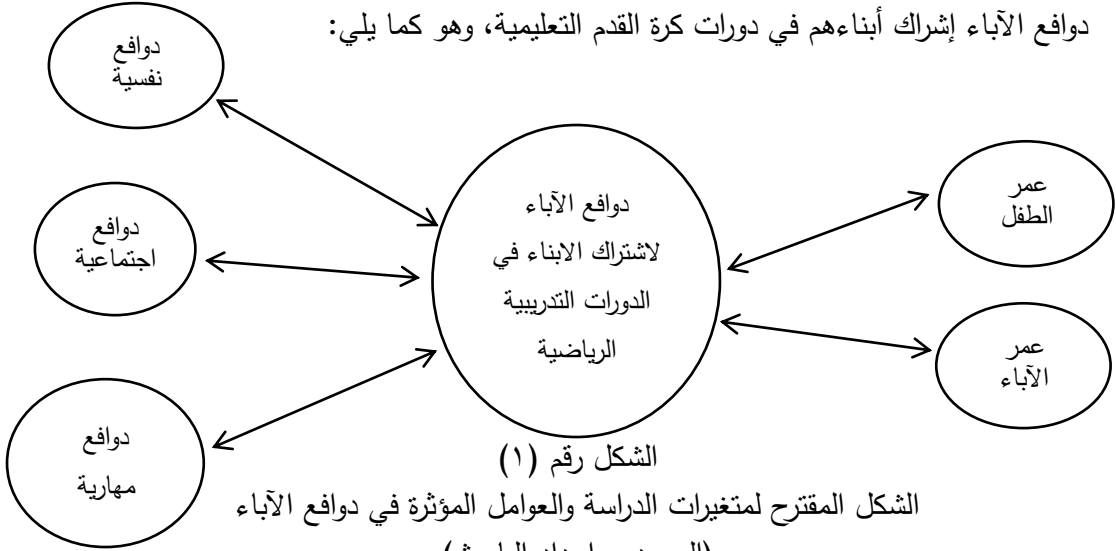 دوافع الآباء إشراك أبناءهم في دورات كرة القدم التعليمية، وهو كما يلي:
دوافع
نفسية
عمر
الطفل
دوافع الآباء
لاشتراك الابناء في
الدورات التدريبية
الرياضية
دوافع
اجتماعية
عمر
الآباء
دوافع
مهارية
الشكل رقم (١)
الشكل المقترح لمتغيرات الدراسة والعوامل المؤثرة في دوافع الآباء